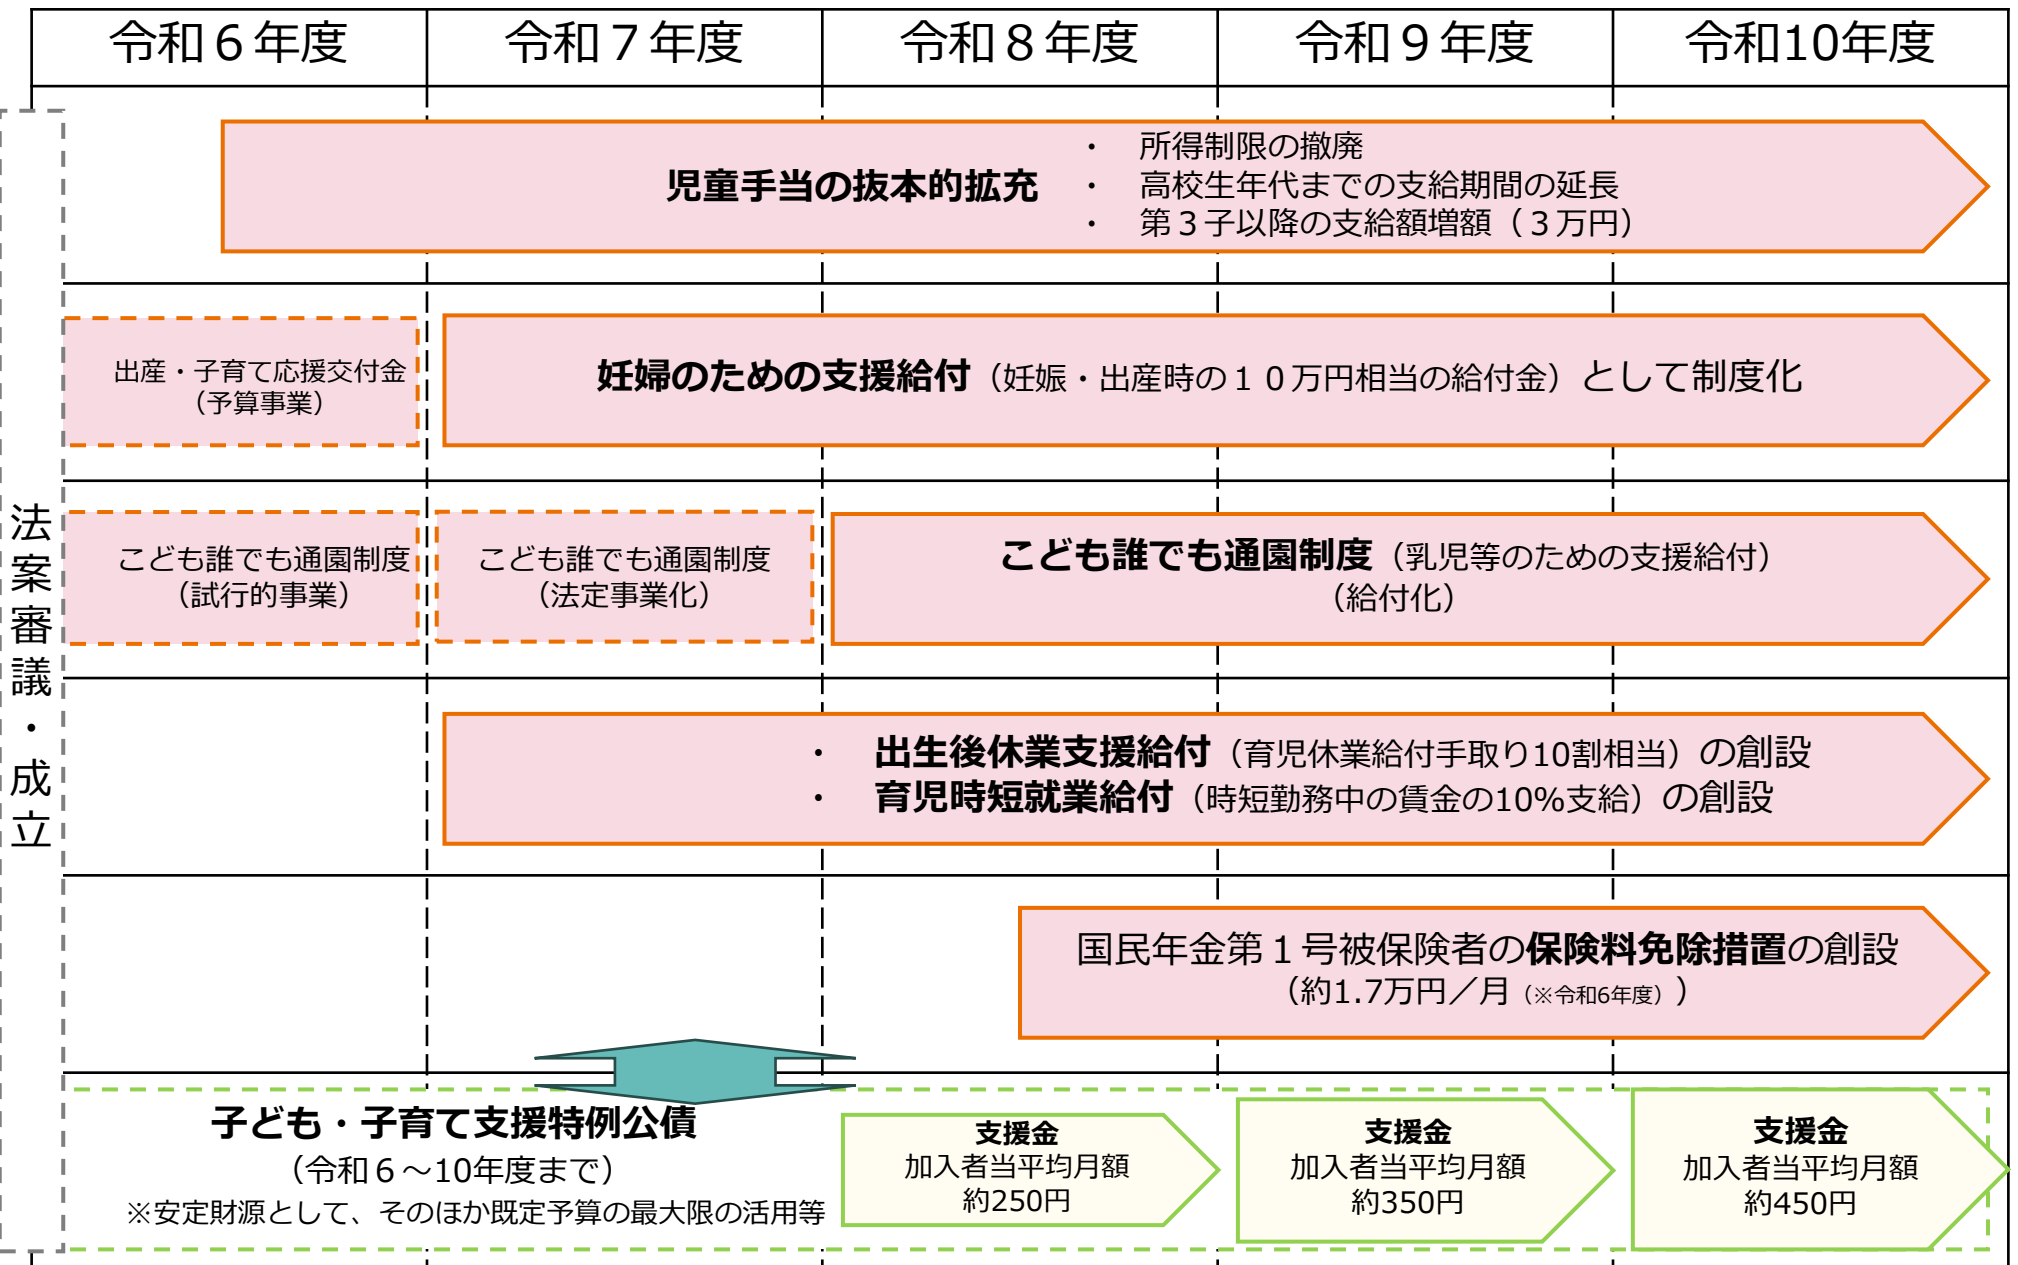 令和６年度
令和７年度
令和８年度
令和９年度
令和10年度
法案審議・成立
児童手当の抜本的拡充
・ 所得制限の撤廃
・ 高校生年代までの支給期間の延長
・ 第３子以降の支給額増額（３万円）
出産・子育て応援交付金
（予算事業）
妊婦のための支援給付（妊娠・出産時の１０万円相当の給付金）として制度化
こども誰でも通園制度
（試行的事業）
こども誰でも通園制度
（法定事業化）
こども誰でも通園制度（乳児等のための支援給付）
（給付化）
・ 出生後休業支援給付（育児休業給付手取り10割相当）の創設
・ 育児時短就業給付（時短勤務中の賃金の10%支給）の創設
国民年金第１号被保険者の保険料免除措置の創設
（約1.7万円／月（※令和6年度））
子ども・子育て支援特例公債
（令和６～10年度まで）
※安定財源として、そのほか既定予算の最大限の活用等
支援金
加入者当平均月額
約250円
支援金
加入者当平均月額
約350円
支援金
加入者当平均月額
約450円